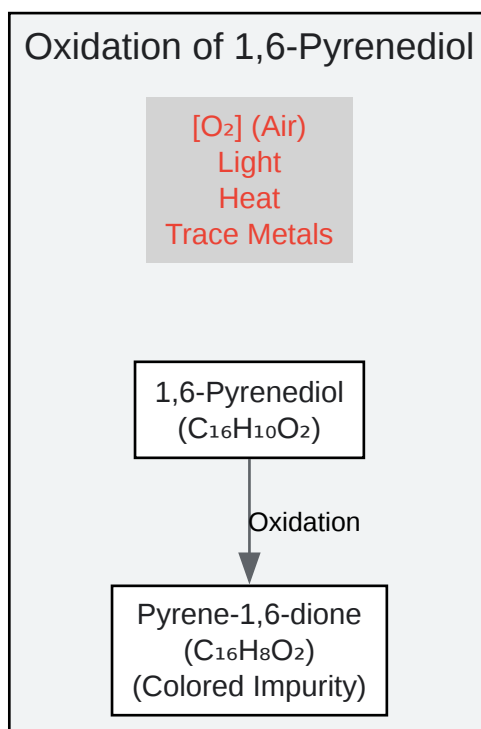 Oxidation of 1,6-Pyrenediol
[O₂] (Air)
Light
Heat
Trace Metals
1,6-Pyrenediol
(C₁₆H₁₀O₂)
Oxidation
Pyrene-1,6-dione
(C₁₆H₈O₂)
(Colored Impurity)